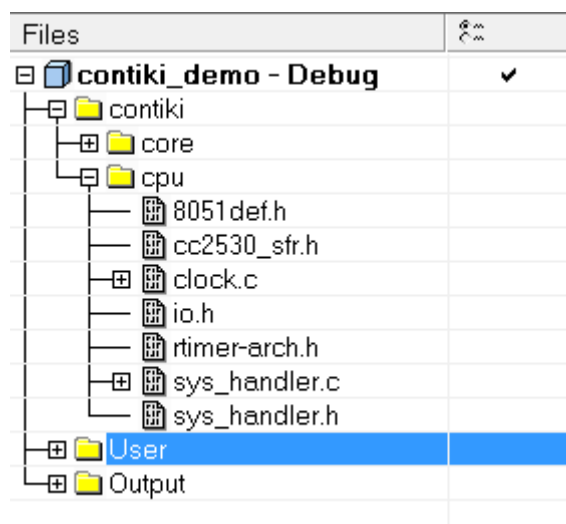 Files
contiki_demo - Debug
contiki
core
cpu
8051def.h
cc2530_sfr.h
clock.c
io.h
rtimer-arch.h
sys_handler.c
sys_handler.h
User
Output